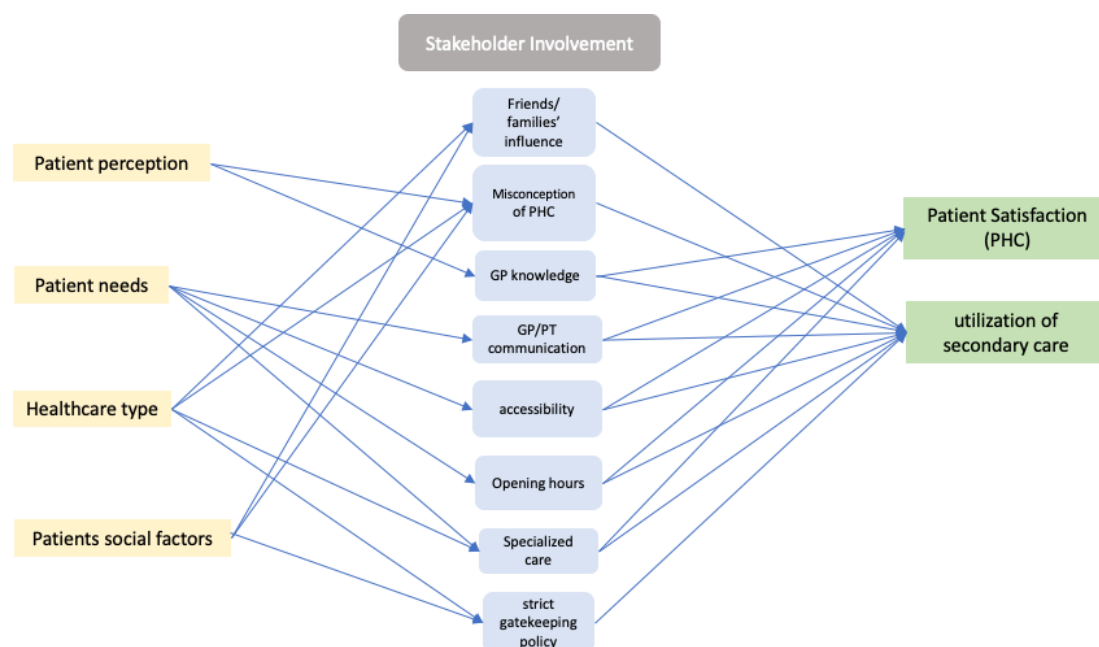 Stakeholder Involvement
Patient perception
Patient needs
Healthcare type
Patients social factors
Friends/
families'
influence
Misconception
of PHC
GP knowledge
GP/PT
communication
accessibility
Opening hours
Specialized
care
strict
gatekeeping
policy
Patient Satisfaction
(PHC)
utilization of
secondary care